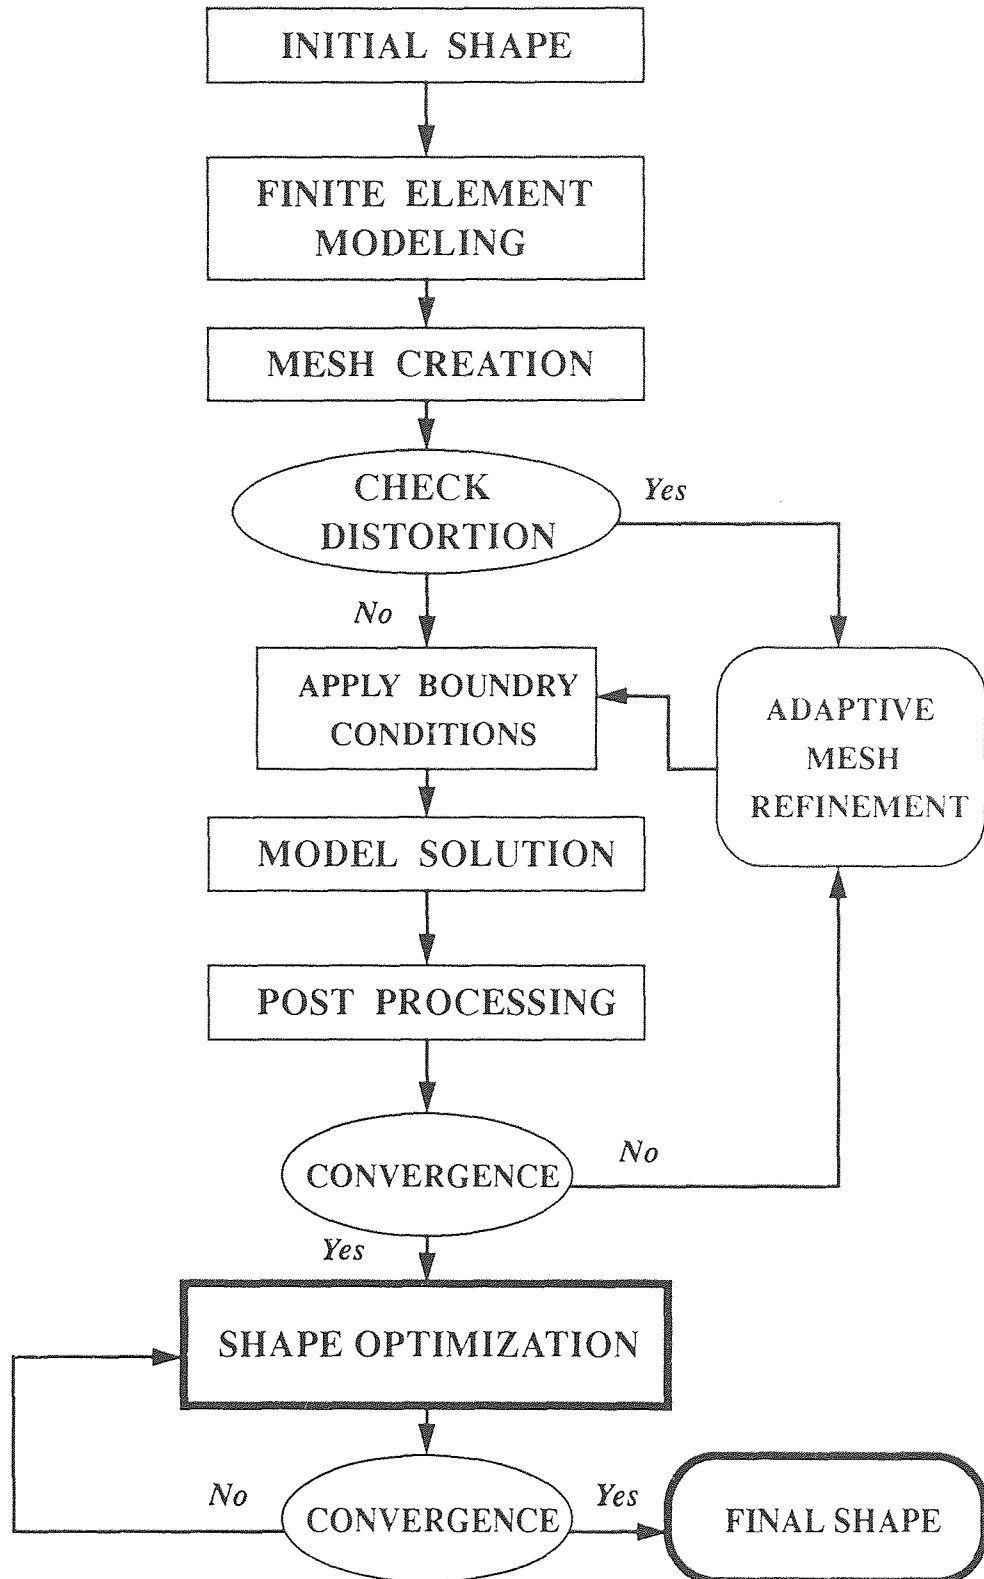 INITIAL SHAPE
FINITE ELEMENT
MODELING
MESH CREATION
CHECK
DISTORTION
Yes
No
APPLY BOUNDRY
CONDITIONS
ADAPTIVE
MESH
REFINEMENT
MODEL SOLUTION
POST PROCESSING
CONVERGENCE
No
Yes
SHAPE OPTIMIZATION
No
CONVERGENCE
Yes
FINAL SHAPE